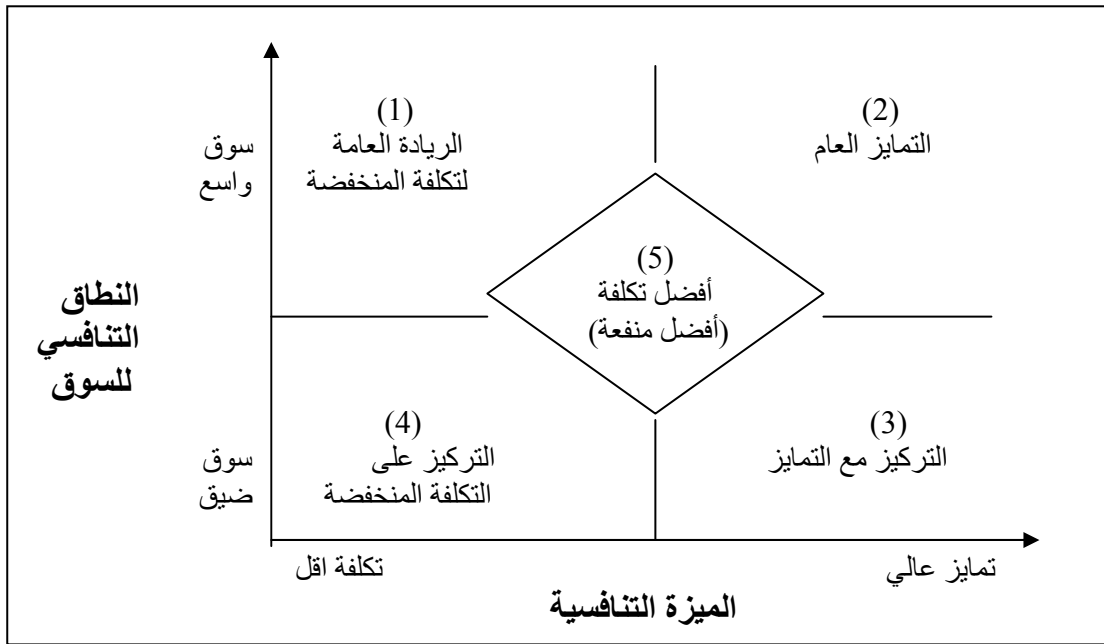 (1)
الريادة العامة
لتكلفة المنخفضة
(2)
التمايز العام
سوق
واسع
(5)
أفضل تكلفة
(أفضل منفعة)
النطاق
التنافسي
للسوق
(4)
التركيز على
التكلفة المنخفضة
(3)
التركيز مع التمايز
سوق
ضيق
تكلفة اقل
تمايز عالي
الميزة التنافسية